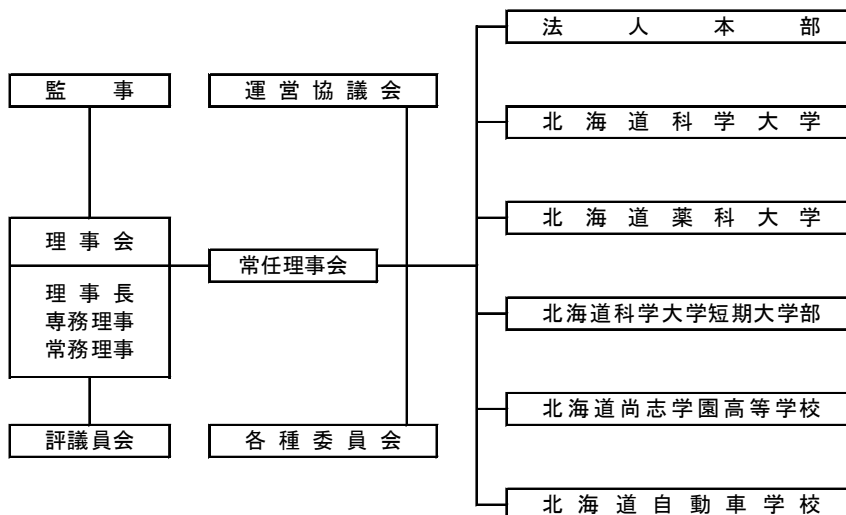 法人本部
監事
運営協議会
北海道科学大学
北海道薬科大学
理事会
常任理事会
理事長
専務理事
常務理事
北海道科学大学短期大学部
北海道尚志学園高等学校
評議員会
各種委員会
北海道自動車学校